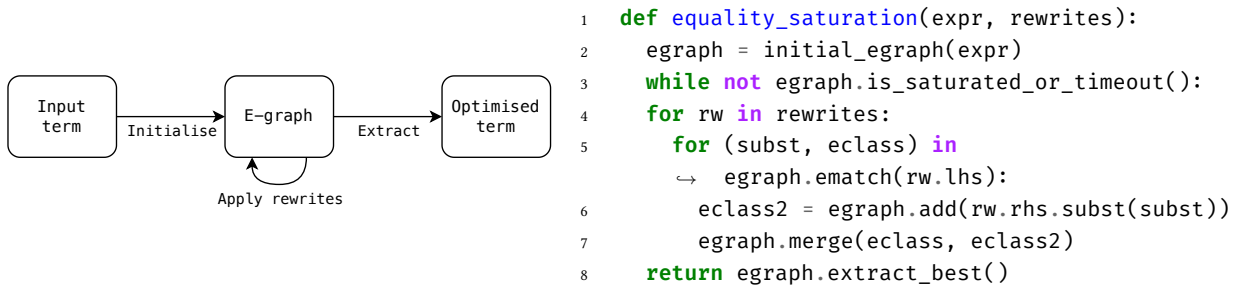 Input
term
Initialise
E-graph
Apply rewrites
Extract
Optimised
term
1 def equality_saturation(expr, rewrites):
2   egraph = initial_egraph(expr)
3   while not egraph.is_saturated_or_timeout():
4   for rw in rewrites:
5     for (subst, eclass) in
↪ egraph.ematch(rw.lhs):
6       eclass2 = egraph.add(rw.rhs.subst(subst))
7       egraph.merge(eclass, eclass2)
8   return egraph.extract_best()